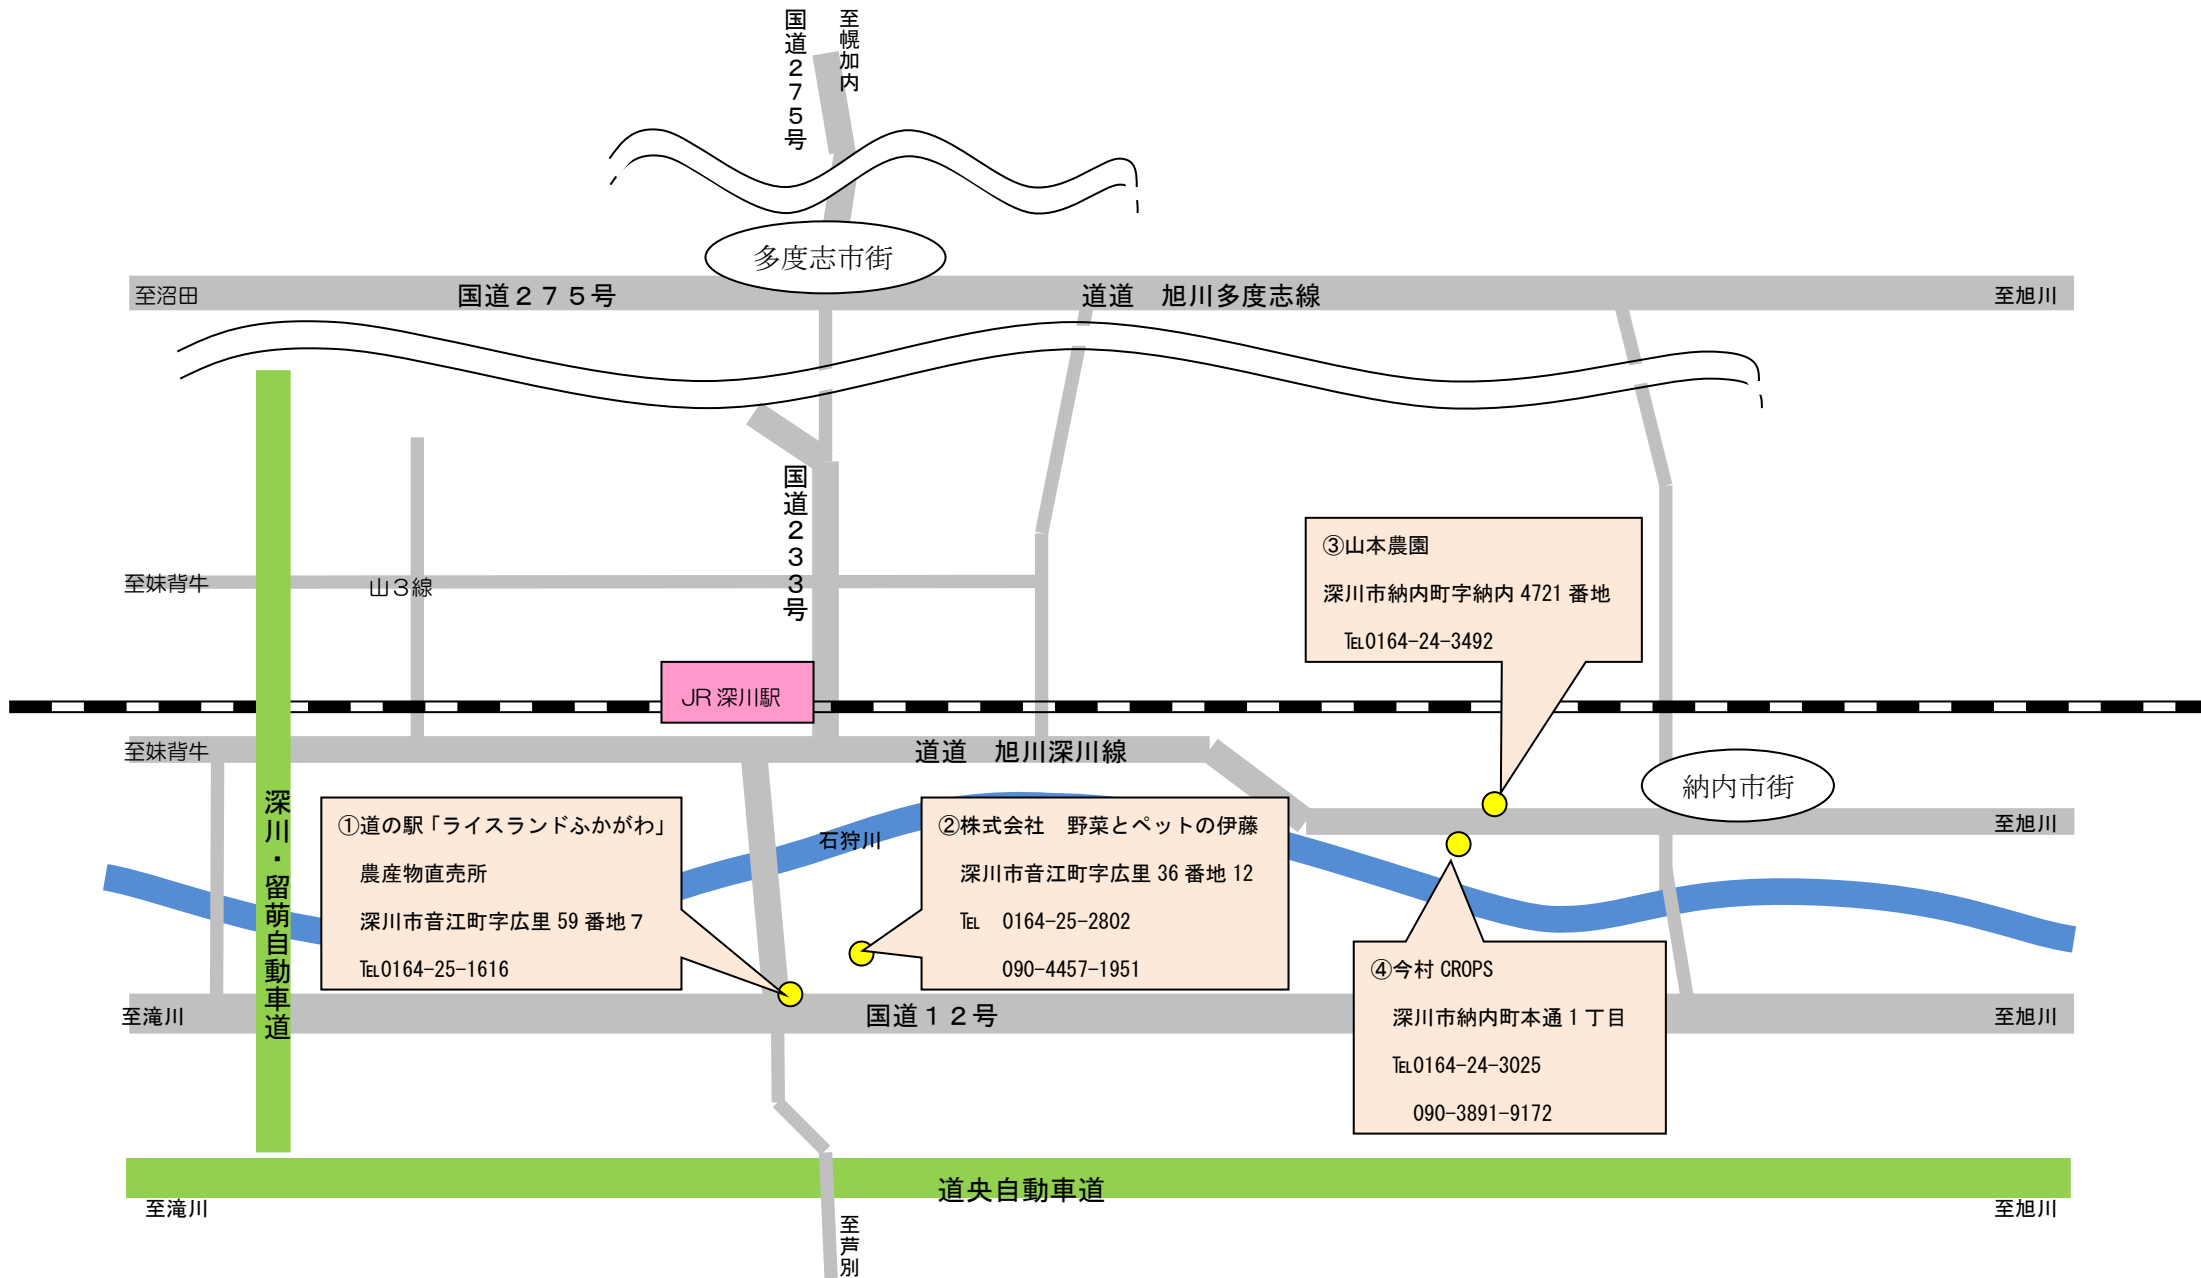 国道２７５号
至幌加内
多度志市街
至沼田
国道２７５号
道道　旭川多度志線
至旭川
国道２３３号
③山本農園
深川市納内町字納内 4721 番地
℡0164-24-3492
至妹背牛
山３線
JR 深川駅
至妹背牛
道道　旭川深川線
納内市街
深川・留萌自動車道
①道の駅「ライスランドふかがわ」
農産物直売所
深川市音江町字広里 59 番地７
℡0164-25-1616
石狩川
②株式会社　野菜とペットの伊藤
深川市音江町字広里 36 番地 12
℡　0164-25-2802
090-4457-1951
至旭川
④今村 CROPS
深川市納内町本通１丁目
℡0164-24-3025
090-3891-9172
至滝川
国道１２号
至旭川
道央自動車道
至滝川
至旭川
至芦別